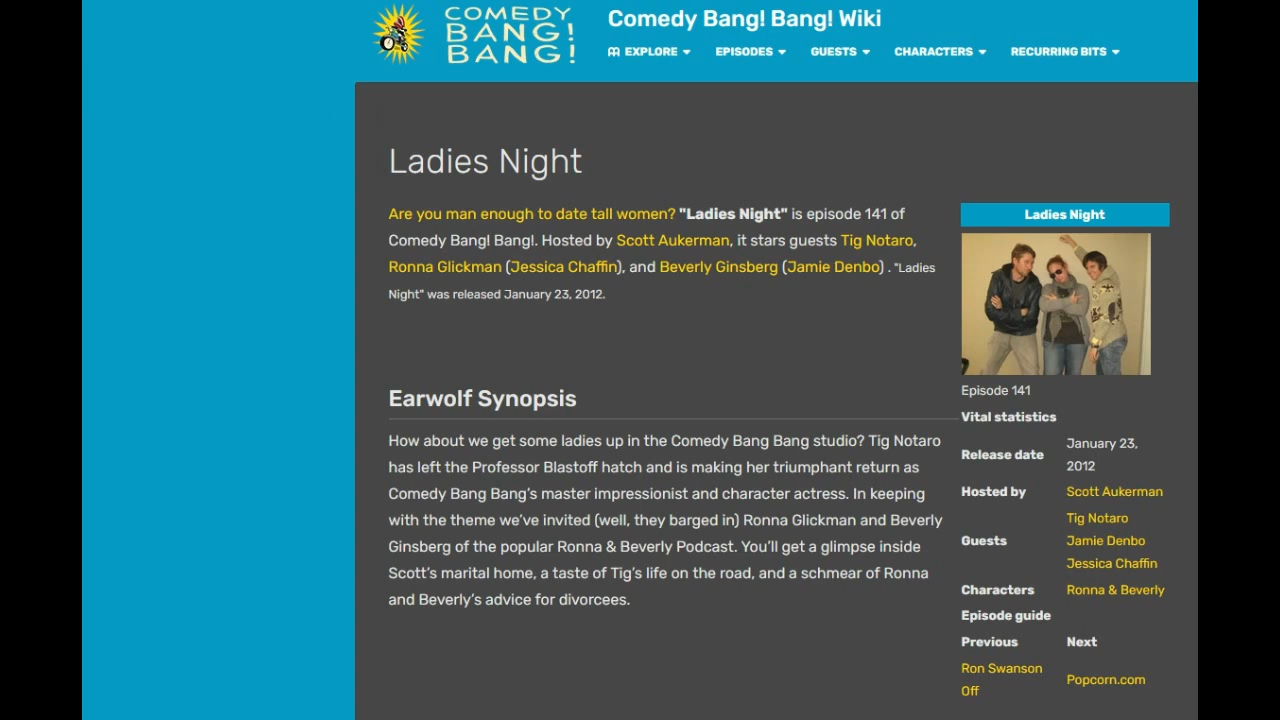 COMEDY
BANG!
BANG!
Comedy Bang! Bang! Wiki
EXPLORE
EPISODES
GUESTS
CHARACTERS
RECURRING BITS
Ladies Night
Are you man enough to date tall women? "Ladies Night" is episode 141 of
Comedy Bang! Bang!. Hosted by Scott Aukerman, it stars guests Tig Notaro,
Ronna Glickman (Jessica Chaffin), and Beverly Ginsberg (Jamie Denbo) . "Ladies
Night" was released January 23, 2012.
Earwolf Synopsis
How about we get some ladies up in the Comedy Bang Bang studio? Tig Notaro
has left the Professor Blastoff hatch and is making her triumphant return as
Comedy Bang Bang’s master impressionist and character actress. In keeping
with the theme we’ve invited (well, they barged in) Ronna Glickman and Beverly
Ginsberg of the popular Ronna & Beverly Podcast. You’ll get a glimpse inside
Scott’s marital home, a taste of Tig’s life on the road, and a schmear of Ronna
and Beverly’s advice for divorcees.
Ladies Night
Episode 141
Vital statistics
Release date January 23,
2012
Hosted by Scott Aukerman
Tig Notaro
Guests Jamie Denbo
Jessica Chaffin
Characters Ronna & Beverly
Episode guide
Previous Next
Ron Swanson
Off
Popcorn.com